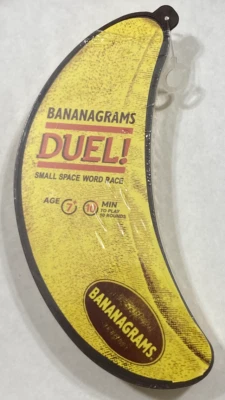 BANANAGRAMS
DUEL!
SMALL SPACE WORD RACE
AGE 7+ 10 MIN
TO PLAY
10 ROUNDS
BANANAGRAMS